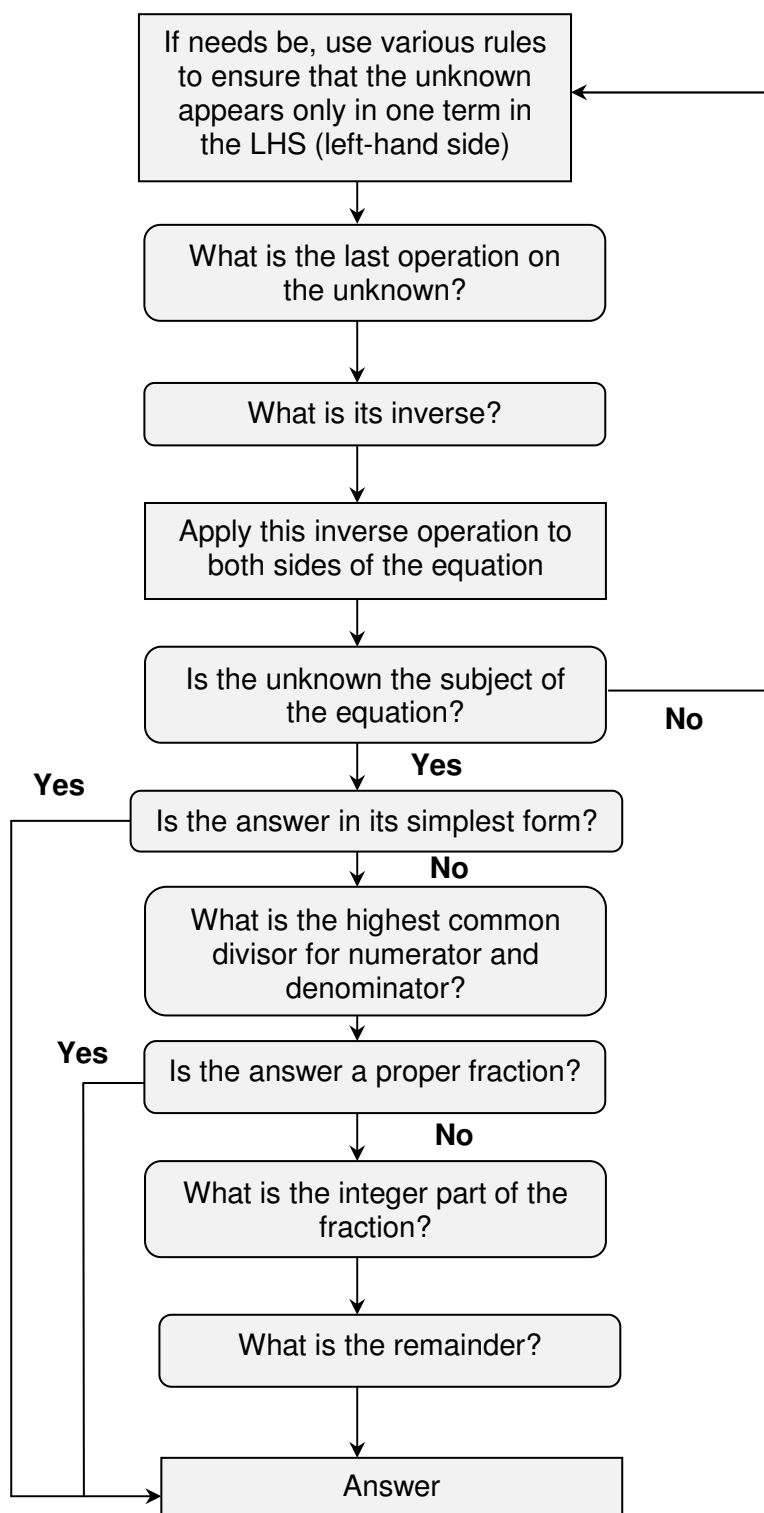 If needs be, use various rules
to ensure that the unknown
appears only in one term in
the LHS (left-hand side)
What is the last operation on
the unknown?
What is its inverse?
Apply this inverse operation to
both sides of the equation
Is the unknown the subject of
the equation?
No
Yes
Yes
Is the answer in its simplest form?
No
What is the highest common
divisor for numerator and
denominator?
Yes
Is the answer a proper fraction?
No
What is the integer part of the
fraction?
What is the remainder?
Answer